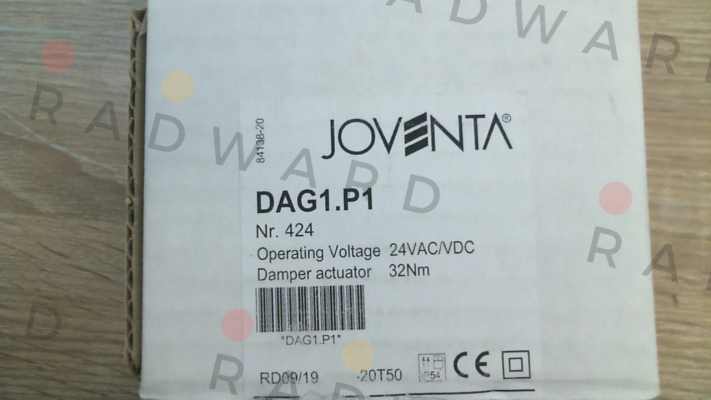 JOVENTA®
84138-20
DAG1.P1
Nr. 424
Operating Voltage 24VAC/VDC
Damper actuator 32Nm
*DAG1.P1*
RD09/19 -20T50 CE
RADWARD
RADWARD